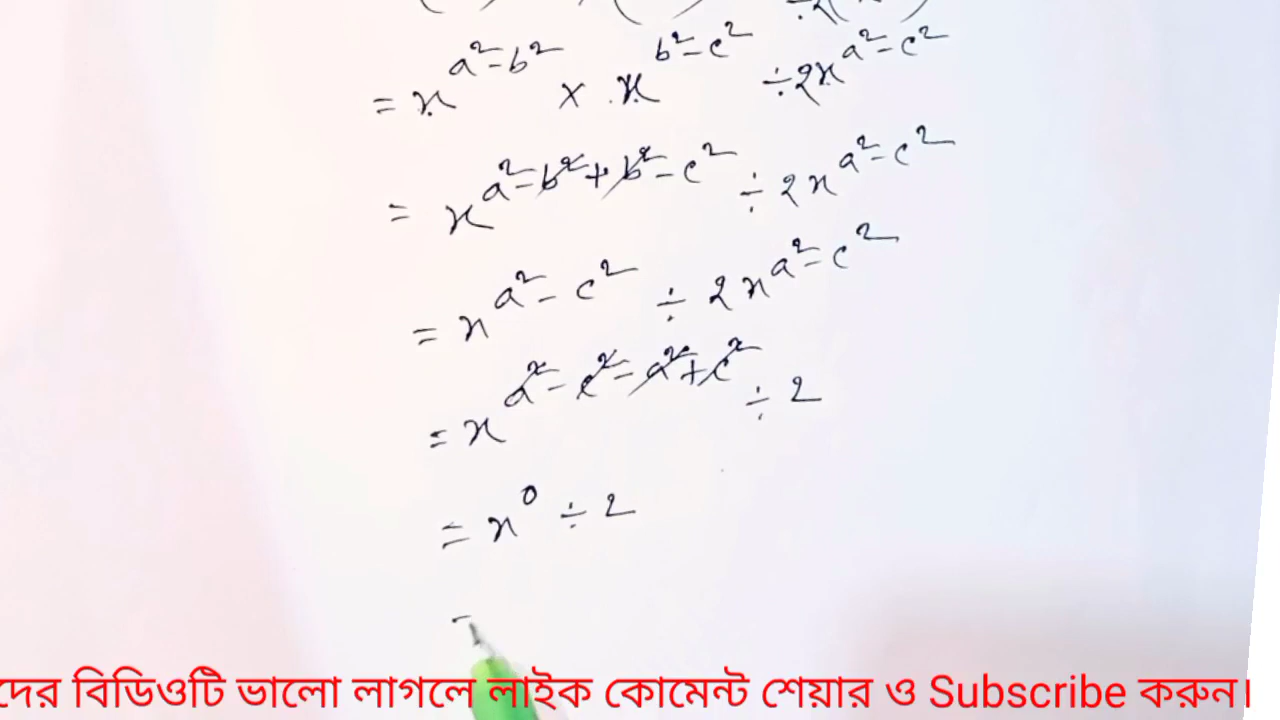 = x^(a²-b²) × x^(b²-c²) ÷ 2x^(a²-c²)
= x^(a²-b²+b²-c²) ÷ 2x^(a²-c²)
= x^(a²-c²) ÷ 2x^(a²-c²)
= x^(a²-c²-a²+c²) ÷ 2
= x^0 ÷ 2
দের বিডিওটি ভালো লাগলে লাইক কোমেন্ট শেয়ার ও Subscribe করুন।